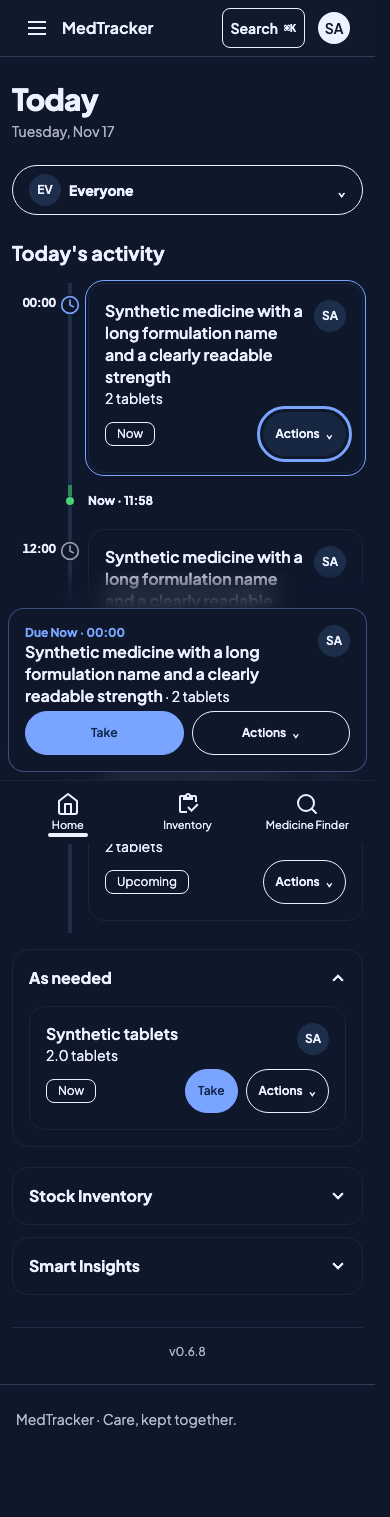 MedTracker
Search ⌘K
SA
Today
Tuesday, Nov 17
EV Everyone
Today's activity
00:00
Synthetic medicine with a
long formulation name
and a clearly readable
strength
SA
2 tablets
Now
Actions
Now · 11:58
12:00
Synthetic medicine with a
long formulation name
and a clearly readable
SA
Due Now · 00:00
Synthetic medicine with a long
formulation name and a clearly
readable strength · 2 tablets
SA
Take
Actions
Home
Inventory
Medicine Finder
2 tablets
Upcoming
Actions
As needed
Synthetic tablets
SA
2.0 tablets
Now
Take
Actions
Stock Inventory
Smart Insights
v0.6.8
MedTracker · Care, kept together.